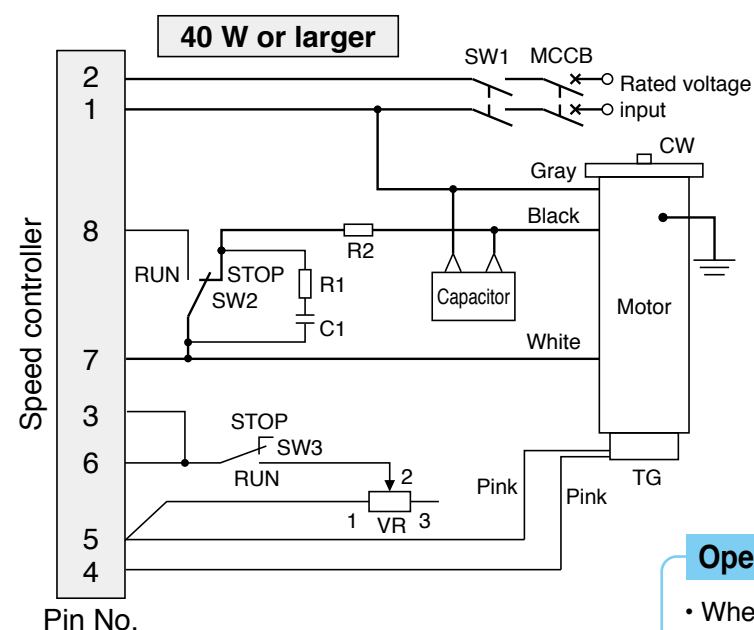 40 W or larger
SW1 MCCB
2
Rated voltage
1
input
CW
Gray
Black
8
R2
RUN
STOP
SW2
R1
Capacitor
Motor
C1
White
7
3
STOP
SW3
6
RUN
2
Pink
Pink
TG
1 VR 3
5
4
Speed controller
Pin No.
Ope
• Whe